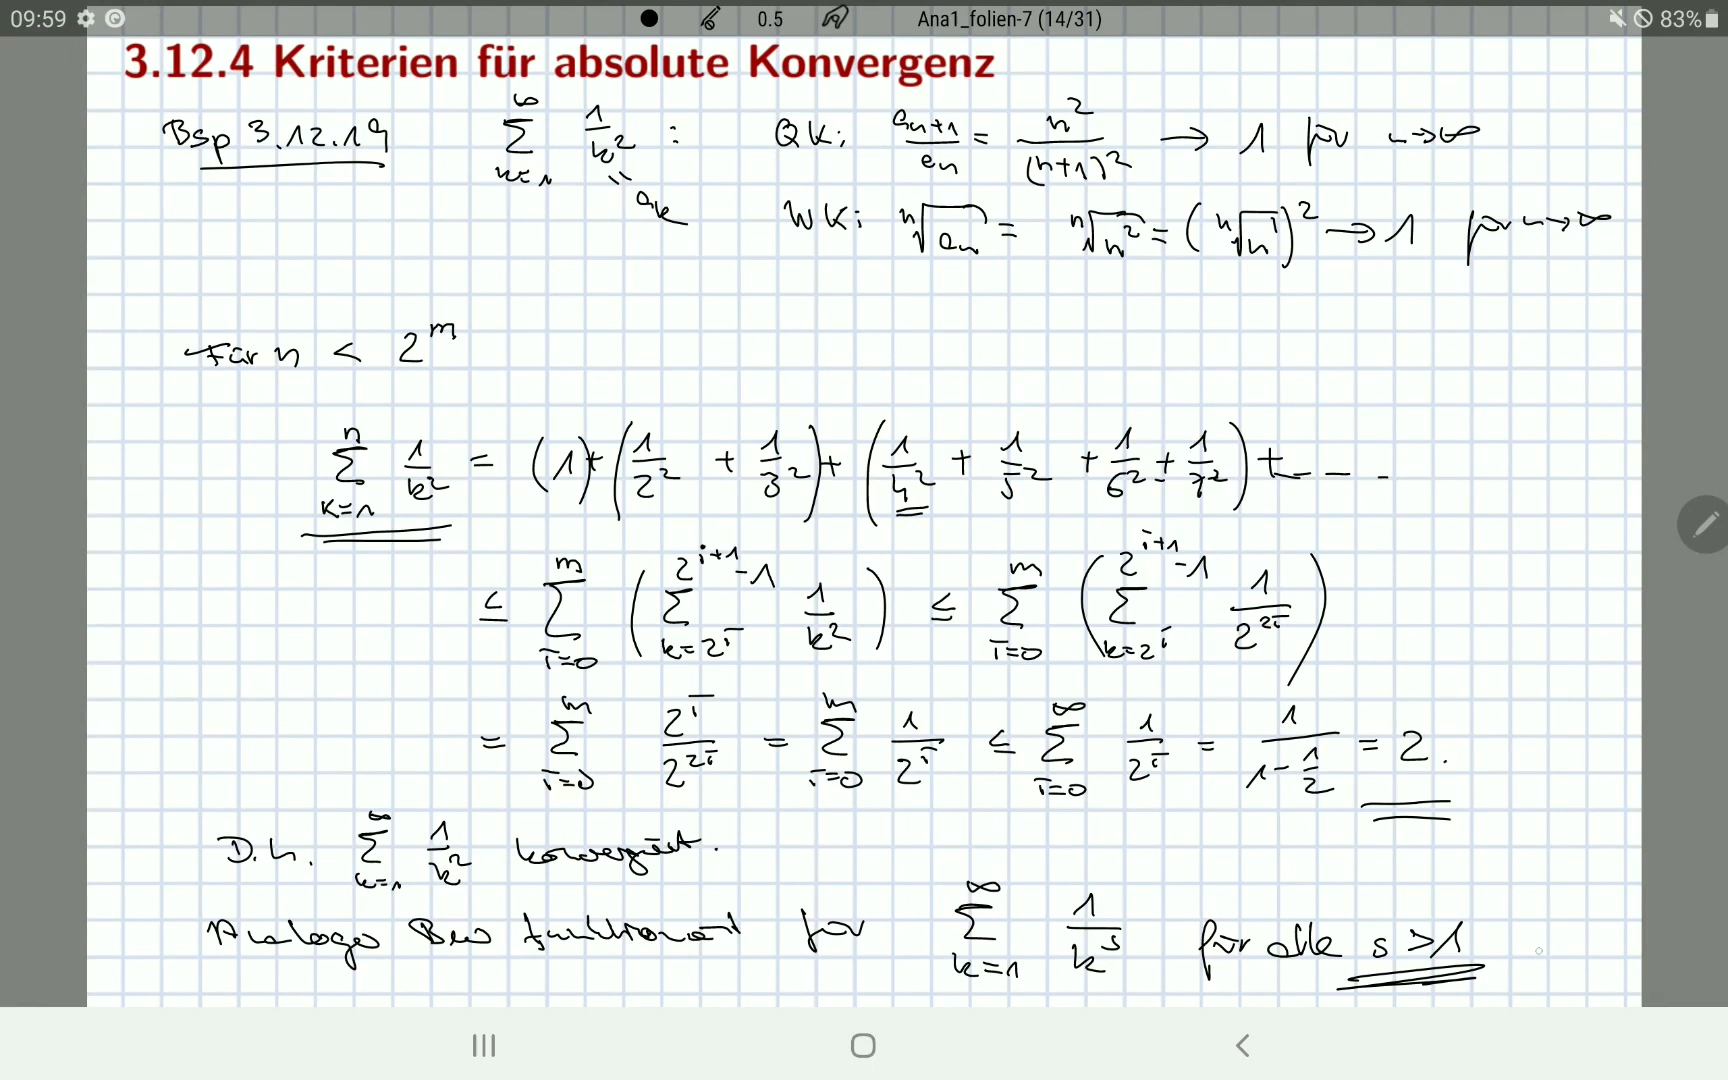 09:59 0.5 Ana1_folien-7 (14/31) 83%
3.12.4 Kriterien für absolute Konvergenz
Bsp 3.12.19 ∑_{k=1}^{∞} 1/k² : QK: a_{n+1}/a_n = n²/(n+1)² → 1 für n→∞
"a_k
WK: ⁿ√a_n = ⁿ√n² = (ⁿ√n)² → 1 für n→∞
Für n < 2^m
∑_{k=1}^{n} 1/k² = (1) + (1/2² + 1/3²) + (1/4² + 1/5² + 1/6² + 1/7²) + - - -
≤ ∑_{i=0}^{m} (∑_{k=2^i}^{2^{i+1}-1} 1/k²) ≤ ∑_{i=0}^{m} (∑_{k=2^i}^{2^{i+1}-1} 1/2^{2i})
= ∑_{i=0}^{m} 2^i/2^{2i} = ∑_{i=0}^{m} 1/2^i ≤ ∑_{i=0}^{∞} 1/2^i = 1/(1-1/2) = 2.
D.h. ∑_{k=1}^{∞} 1/k² konvergiert.
Analoger Bew funktioniert für ∑_{k=1}^{∞} 1/k^s für alle s > 1